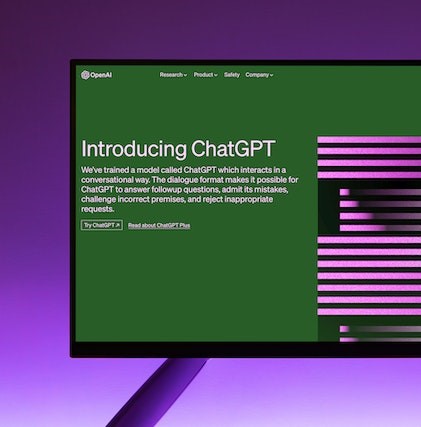 OpenAI Research Product Safety Company
Introducing ChatGPT
We've trained a model called ChatGPT which interacts in a
conversational way. The dialogue format makes it possible for
ChatGPT to answer followup questions, admit its mistakes,
challenge incorrect premises, and reject inappropriate
requests.
Try ChatGPT ↗ Read about ChatGPT Plus